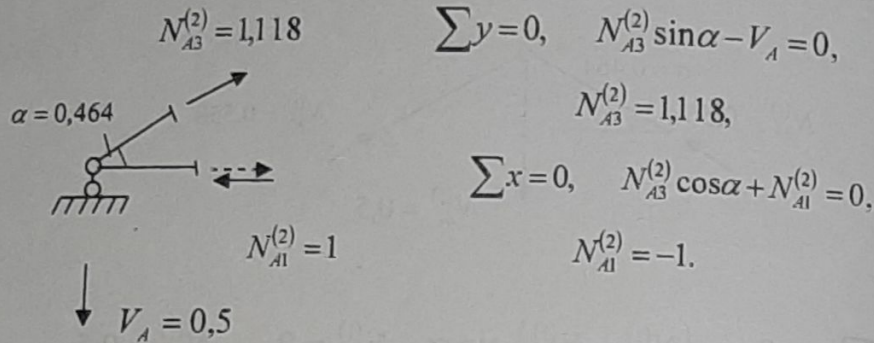 N_{A3}^{(2)} = 1,118
∑y = 0, N_{A3}^{(2)} sinα − V_A = 0,
α = 0,464
N_{A3}^{(2)} = 1,118,
∑x = 0, N_{A3}^{(2)} cosα + N_{A1}^{(2)} = 0,
N_{A1}^{(2)} = 1
N_{A1}^{(2)} = −1.
V_A = 0,5